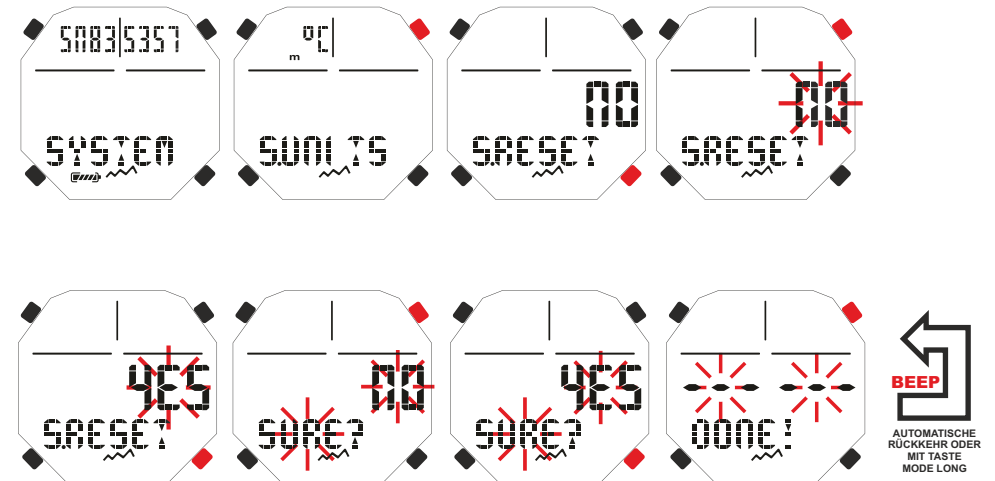 SN83 5357
SYSTEM
°C
m
S.UNITS
NO
S.RESET
NO
S.RESET
YES
S.RESET
NO
SURE?
YES
SURE?
--- ---
DONE!
BEEP
AUTOMATISCHE
RÜCKKEHR ODER
MIT TASTE
MODE LONG